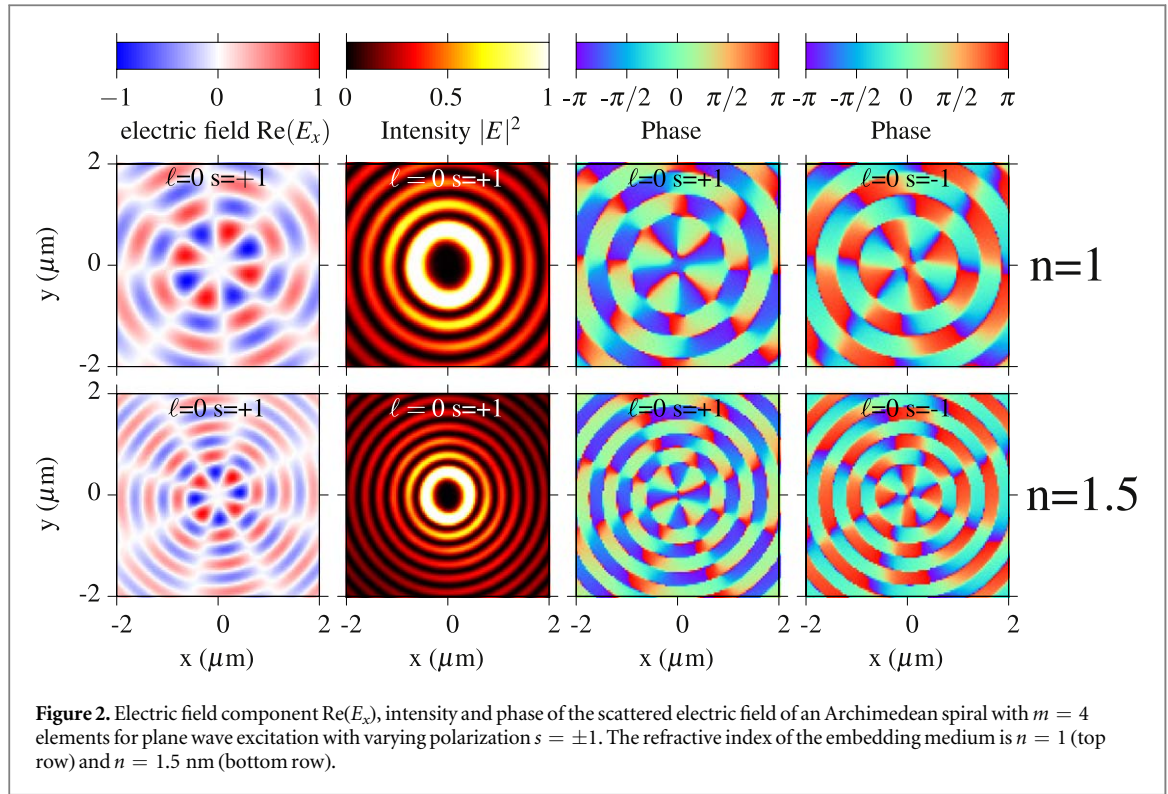 −1 0 1 0 0.5 1 -π -π/2 0 π/2 π -π -π/2 0 π/2 π
electric field Re(Eₓ) Intensity |E|² Phase Phase
2 ℓ=0 s=+1 ℓ = 0 s=+1 ℓ=0 s=+1 ℓ=0 s=-1
y (μm) 0 n=1
-2
2 ℓ=0 s=+1 ℓ = 0 s=+1 ℓ=0 s=+1 ℓ=0 s=-1
y (μm) 0 n=1.5
-2
-2 0 2 -2 0 2 -2 0 2 -2 0 2
x (μm) x (μm) x (μm) x (μm)
Figure 2. Electric field component Re(Eₓ), intensity and phase of the scattered electric field of an Archimedean spiral with m = 4
elements for plane wave excitation with varying polarization s = ±1. The refractive index of the embedding medium is n = 1 (top
row) and n = 1.5 nm (bottom row).